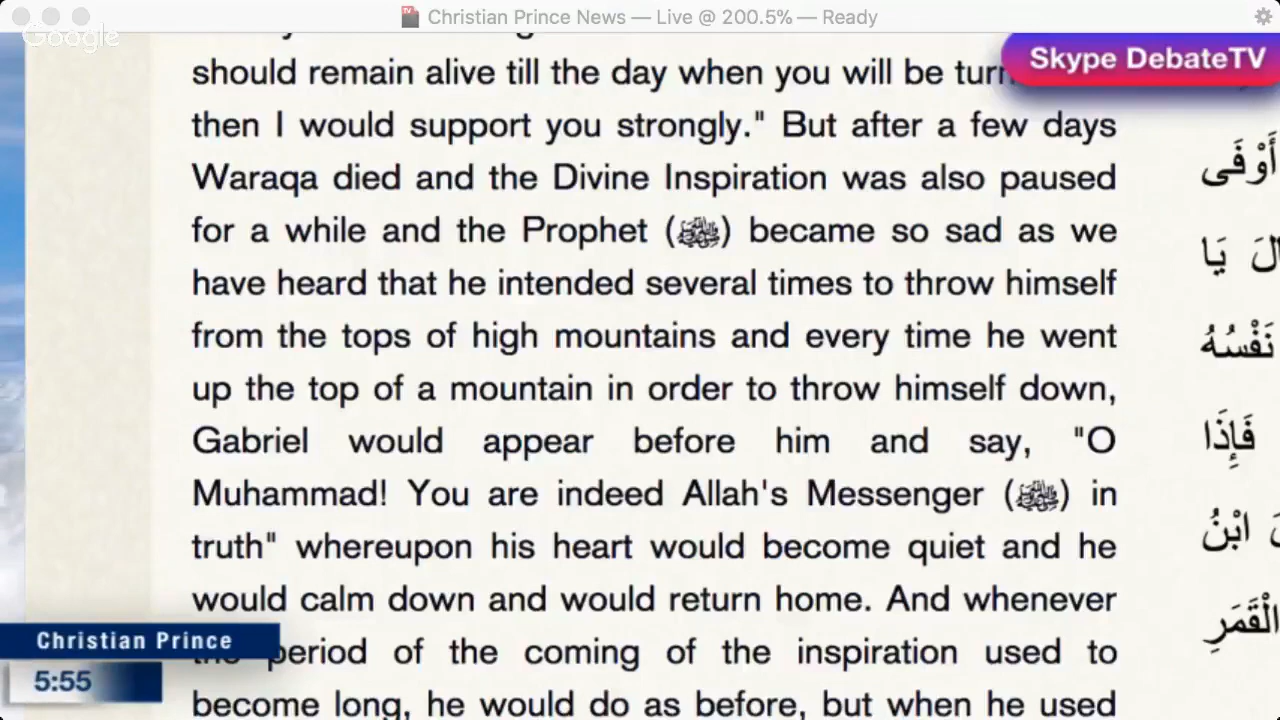 Christian Prince News — Live @ 200.5% — Ready
Google
Skype DebateTV
should remain alive till the day when you will be
then I would support you strongly." But after a few days
Waraqa died and the Divine Inspiration was also paused
for a while and the Prophet (ﷺ) became so sad as we
have heard that he intended several times to throw himself
from the tops of high mountains and every time he went
up the top of a mountain in order to throw himself down,
Gabriel would appear before him and say, "O
Muhammad! You are indeed Allah's Messenger (ﷺ) in
truth" whereupon his heart would become quiet and he
would calm down and would return home. And whenever
the period of the coming of the inspiration used to
become long, he would do as before, but when he used
أَوْفَى
يَا
نَفْسُهُ
فَإِذَا
ابْنُ
الْقَمَرِ
Christian Prince
5:55